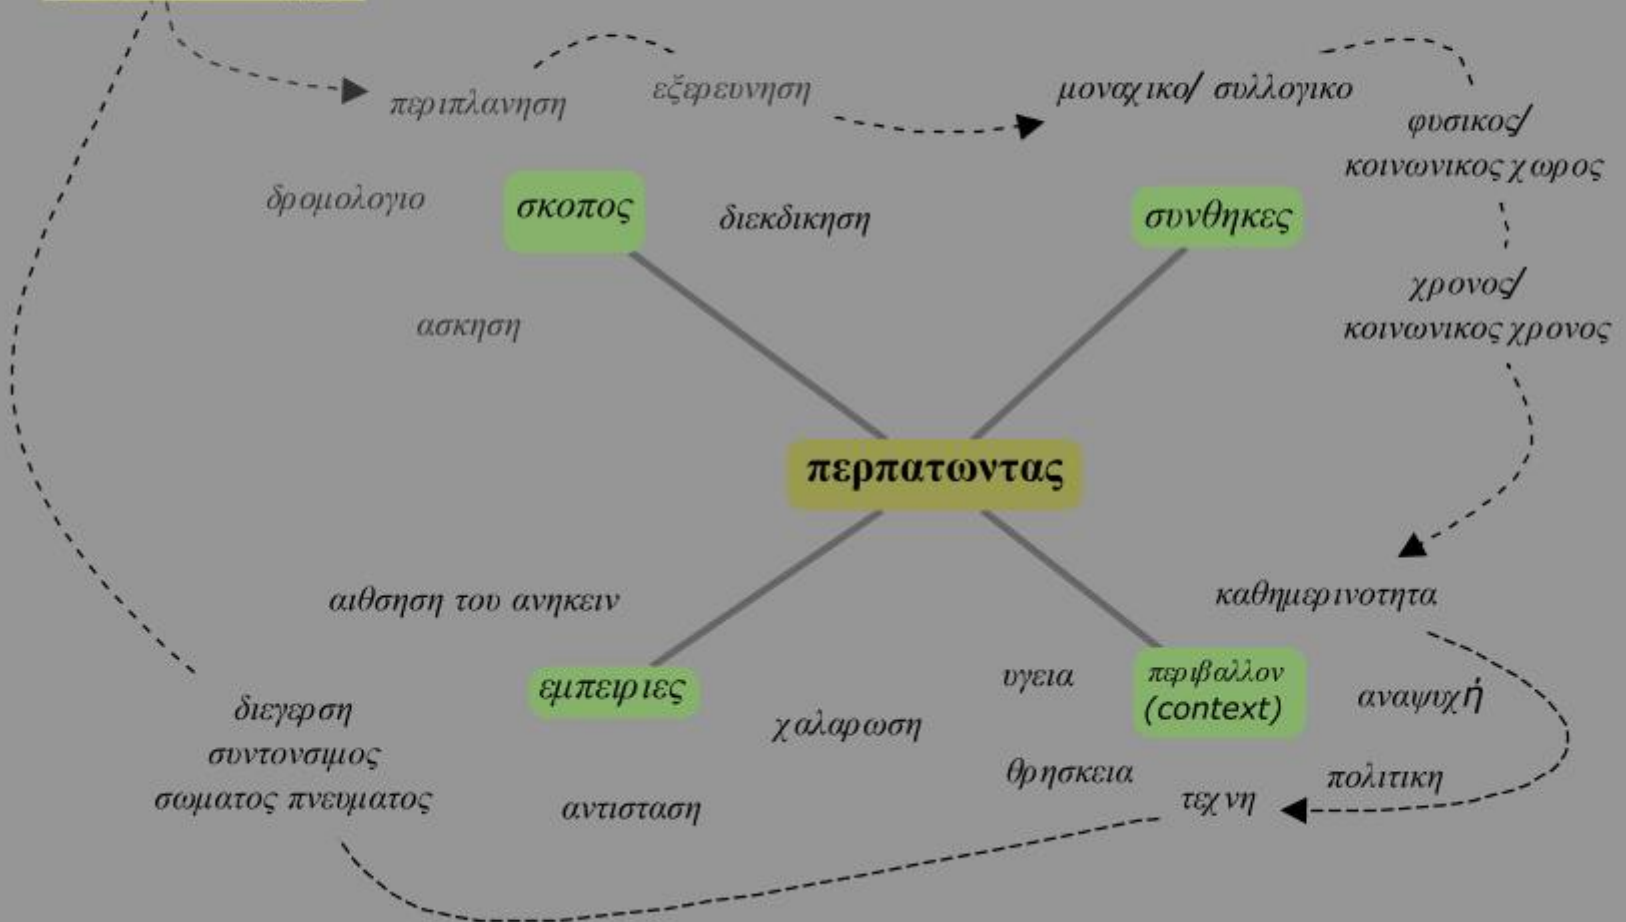 περιπλανηση
εξερευνηση
μοναχικο/ συλλογικο
φυσικος/
κοινωνικος χωρος
δρομολογιο
σκοπος
διεκδικηση
συνθηκες
χρονος/
κοινωνικος χρονος
ασκηση
περπατωντας
αιθσηση του ανηκειν
καθημερινοτητα
εμπειριες
υγεια
περιβαλλον
(context)
αναψυχή
διεγερση
συντονσιμος
σωματος πνευματος
χαλαρωση
θρησκεια
τεχνη
πολιτικη
αντισταση